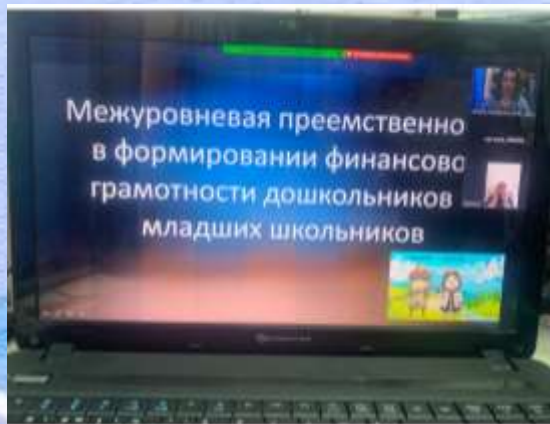 Межуровневая преемственно
в формировании финансово
грамотности дошкольников
младших школьников